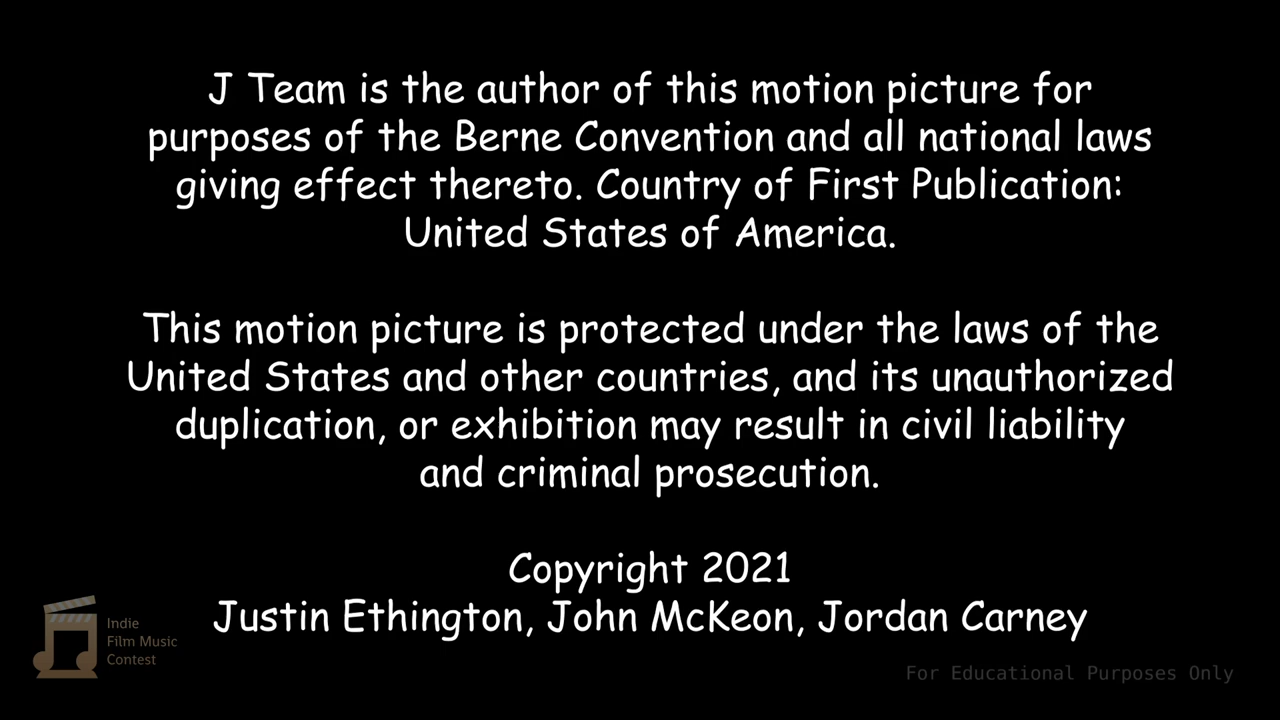 J Team is the author of this motion picture for
purposes of the Berne Convention and all national laws
giving effect thereto. Country of First Publication:
United States of America.
This motion picture is protected under the laws of the
United States and other countries, and its unauthorized
duplication, or exhibition may result in civil liability
and criminal prosecution.
Copyright 2021
Justin Ethington, John McKeon, Jordan Carney
Indie
Film Music
Contest
For Educational Purposes Only